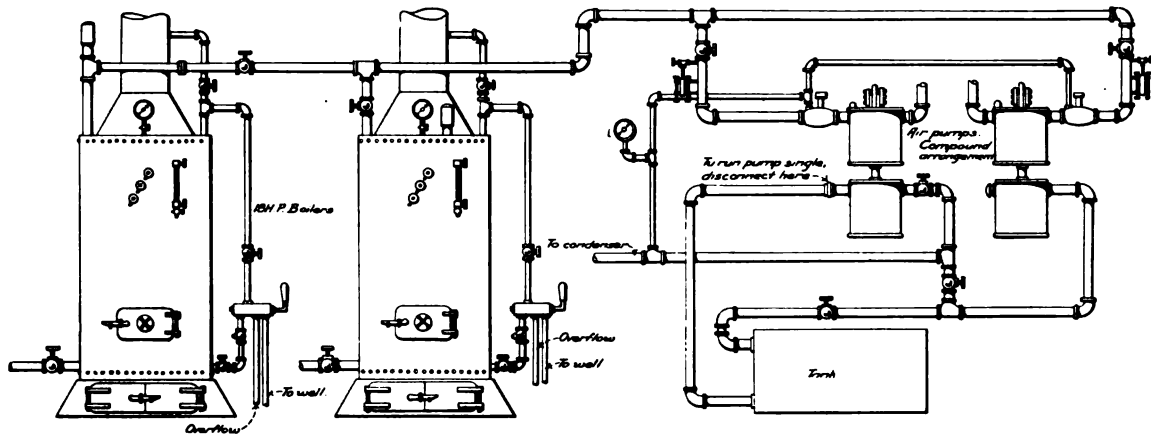 Air pumps.
Compound
arrangement
To run pump single,
disconnect here
18 H.P. Boilers
To condenser
Overflow
To well
Tank
To well.
Overflow